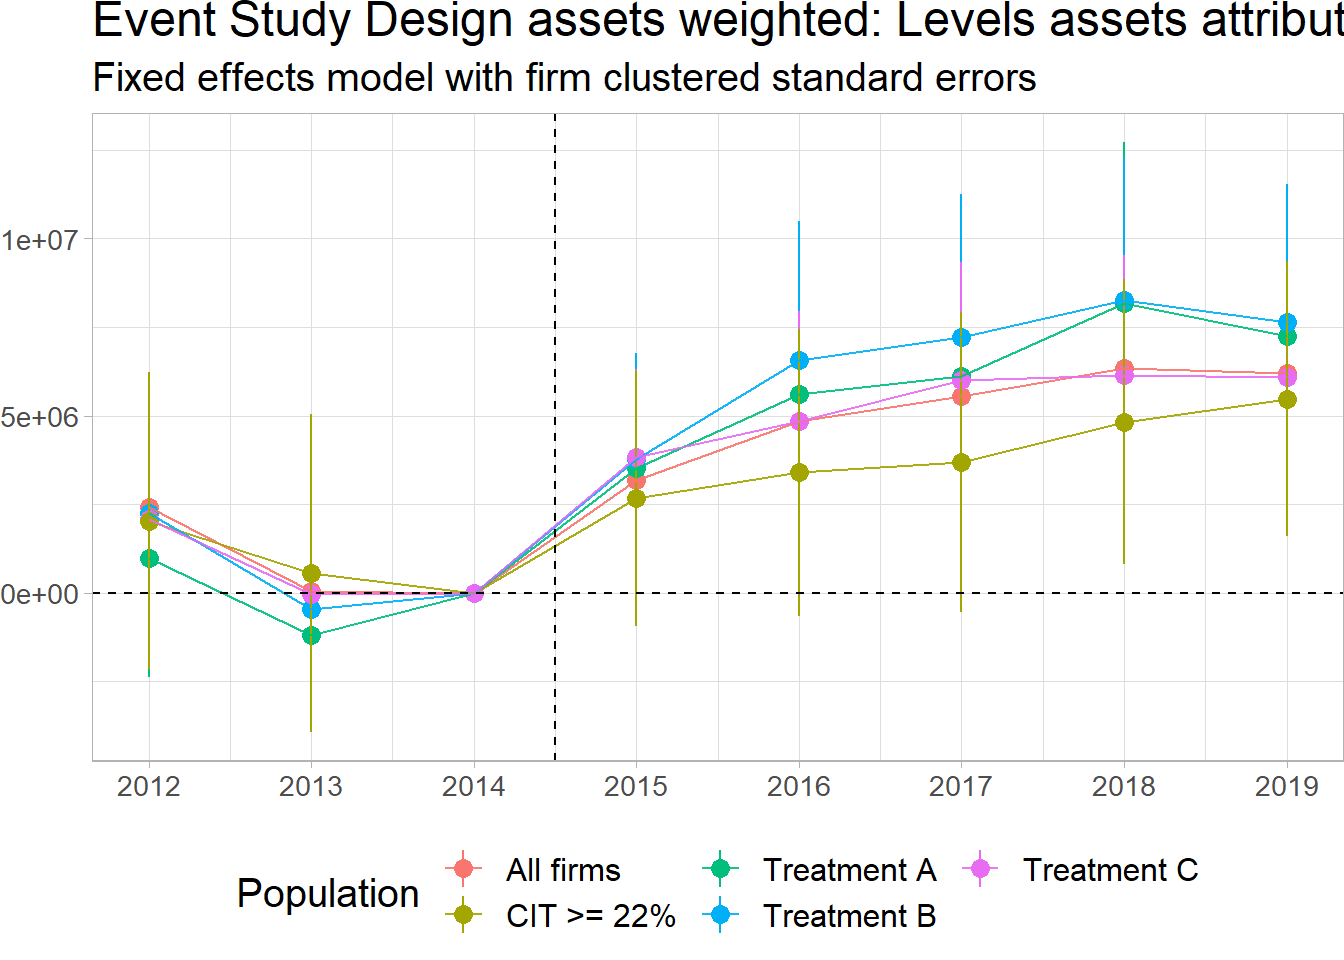 Event Study Design assets weighted: Levels assets attribut
Fixed effects model with firm clustered standard errors
1e+07
5e+06
0e+00
2012 2013 2014 2015 2016 2017 2018 2019
Population
All firms
CIT >= 22%
Treatment A
Treatment B
Treatment C